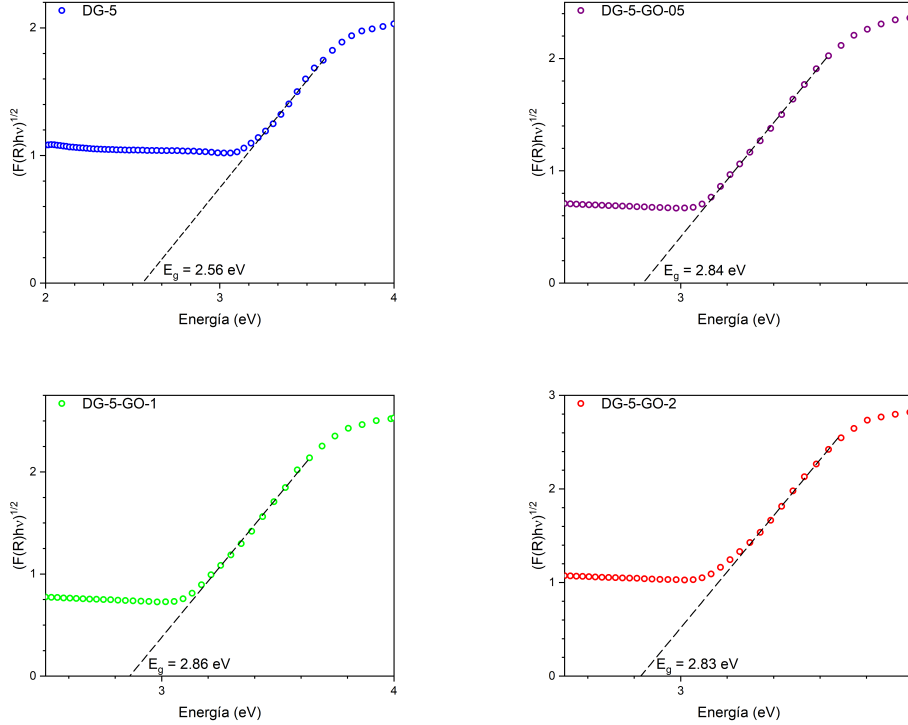 DG-5
(F(R)hν)1/2
2
1
0
E_g = 2.56 eV
2
3
4
Energía (eV)
DG-5-GO-05
(F(R)hν)1/2
2
1
0
E_g = 2.84 eV
3
Energía (eV)
DG-5-GO-1
(F(R)hν)1/2
2
1
0
E_g = 2.86 eV
3
4
Energía (eV)
DG-5-GO-2
(F(R)hν)1/2
3
2
1
0
E_g = 2.83 eV
3
Energía (eV)